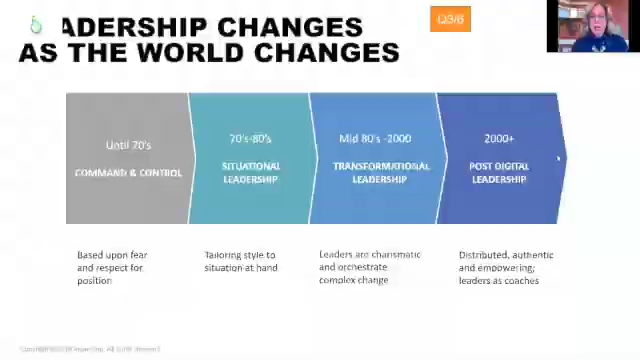 ADERSHIP CHANGES
AS THE WORLD CHANGES
Q3/6
Until 70's
COMMAND & CONTROL
70's-80's
SITUATIONAL
LEADERSHIP
Mid 80's -2000
TRANSFORMATIONAL
LEADERSHIP
2000+
POST DIGITAL
LEADERSHIP
Based upon fear
and respect for
position
Tailoring style to
situation at hand
Leaders are charismatic
and orchestrate
complex change
Distributed, authentic
and empowering;
leaders as coaches